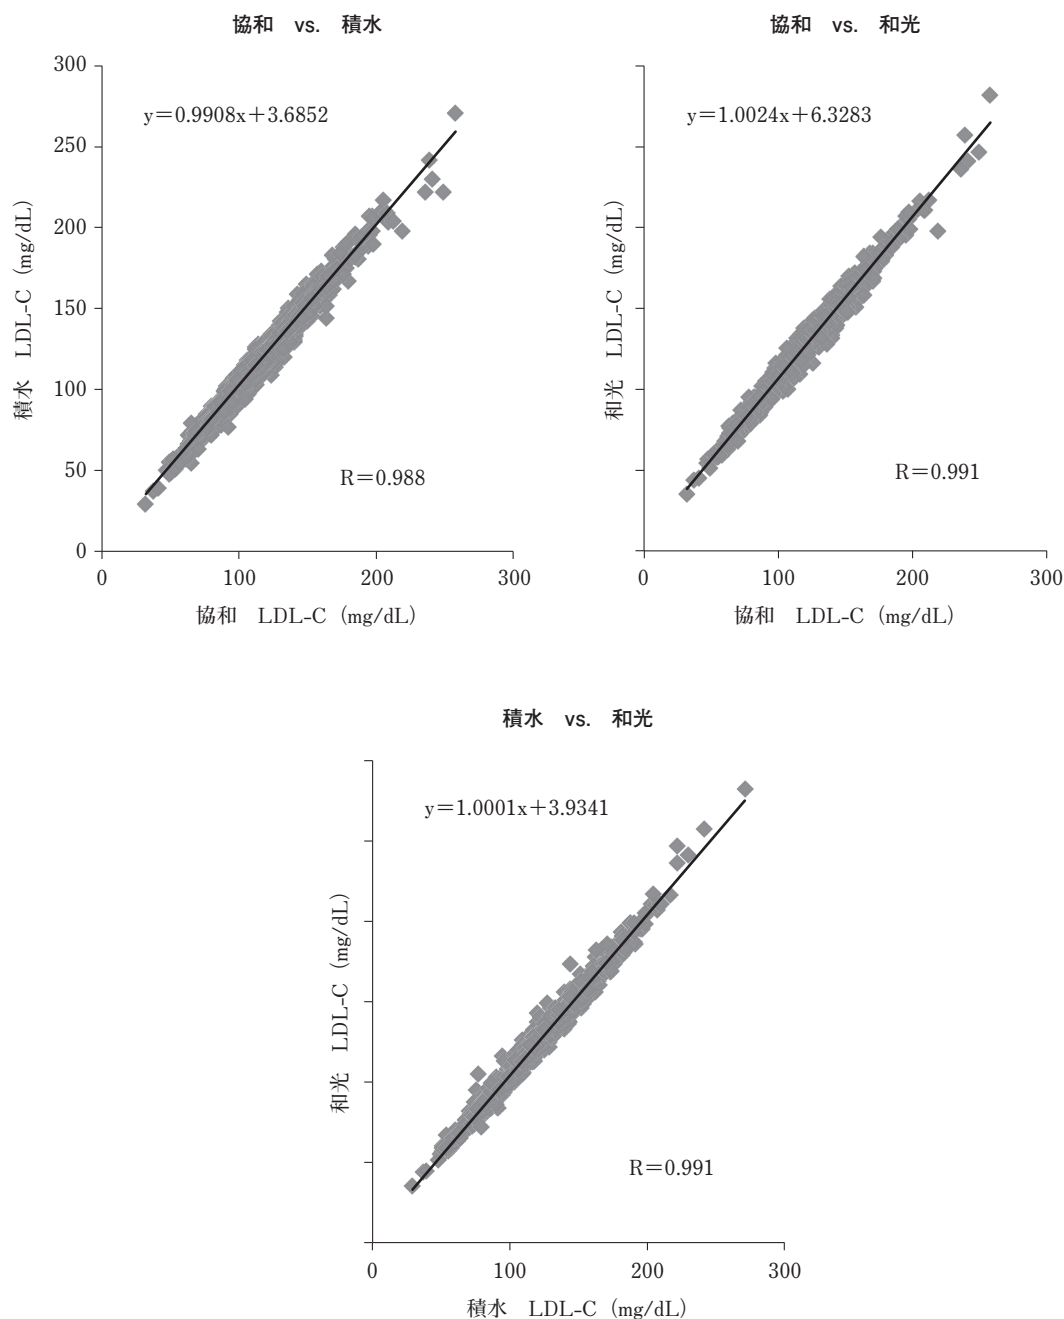 協和　vs.　積水
300
250
200
150
100
50
0
y＝0.9908x＋3.6852
R＝0.988
積水　LDL-C（mg/dL）
0 100 200 300
協和　LDL-C（mg/dL）
協和　vs.　和光
y＝1.0024x＋6.3283
R＝0.991
和光　LDL-C（mg/dL）
0 100 200 300
協和　LDL-C（mg/dL）
積水　vs.　和光
y＝1.0001x＋3.9341
R＝0.991
和光　LDL-C（mg/dL）
0 100 200 300
積水　LDL-C（mg/dL）